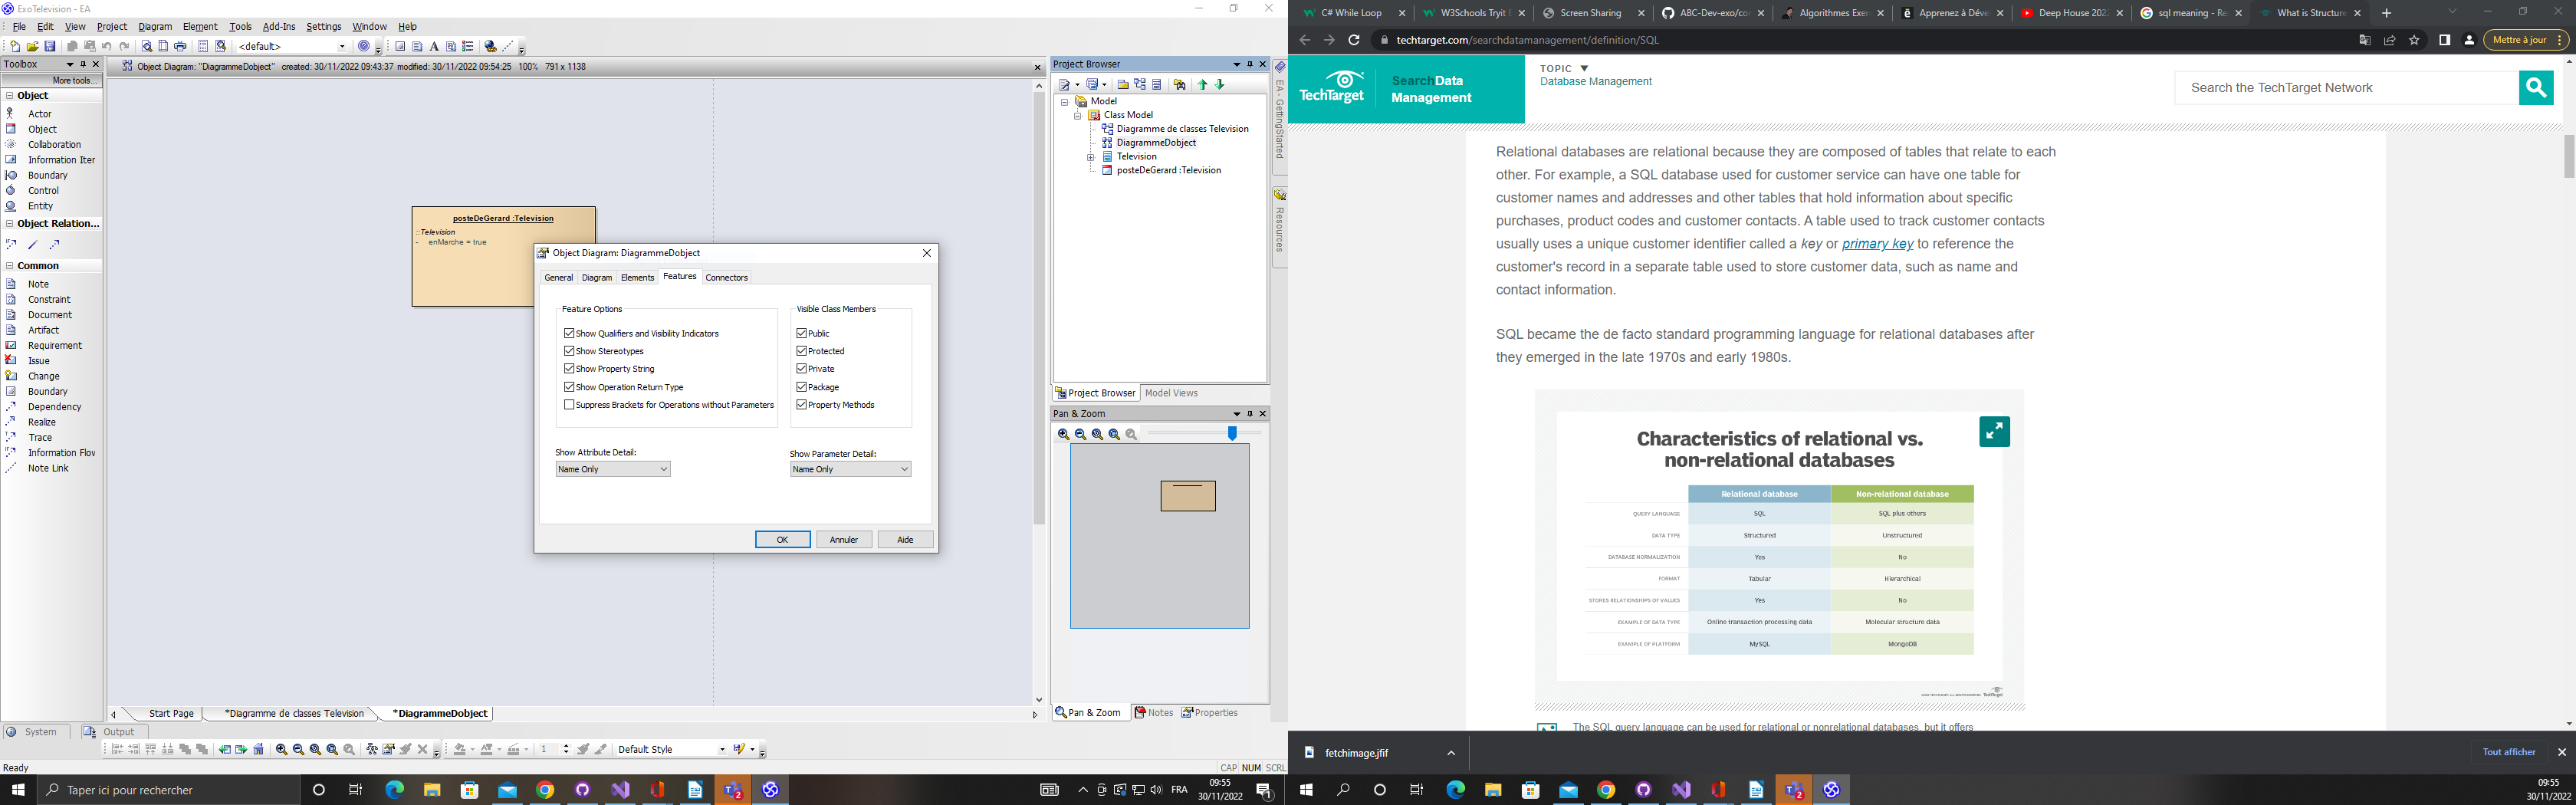 ExoTelevision - EA
File Edit View Project Diagram Element Tools Add-Ins Settings Window Help
<default>
Toolbox
More tools...
Object
Actor
Object
Collaboration
Information Iter
Boundary
Control
Entity
Object Relation...
Common
Note
Constraint
Document
Artifact
Requirement
Issue
Change
Boundary
Dependency
Realize
Trace
Information Flov
Note Link
Object Diagram: "DiagrammeDobject" created: 30/11/2022 09:43:37 modified: 30/11/2022 09:54:25 100% 791 x 1138
posteDeGerard :Television
::Television
- enMarche = true
Object Diagram: DiagrammeDobject
General Diagram Elements Features Connectors
Feature Options
Show Qualifiers and Visibility Indicators
Show Stereotypes
Show Property String
Show Operation Return Type
Suppress Brackets for Operations without Parameters
Visible Class Members
Public
Protected
Private
Package
Property Methods
Show Attribute Detail:
Name Only
Show Parameter Detail:
Name Only
OK Annuler Aide
Start Page *Diagramme de classes Television *DiagrammeDobject
Project Browser
Model
Class Model
Diagramme de classes Television
DiagrammeDobject
Television
posteDeGerard :Television
Project Browser Model Views
Pan & Zoom
Pan & Zoom Notes Properties
EA - GettingStarted
Resources
System Output
1 Default Style
Ready
CAP NUM SCRL
Taper ici pour rechercher
2
FRA
09:55
30/11/2022
1
C# While Loop
W3Schools Tryit E
Screen Sharing
ABC-Dev-exo/co
Algorithmes Exer
Apprenez à Déve
Deep House 202
sql meaning - Re
What is Structure
techtarget.com/searchdatamanagement/definition/SQL
Mettre à jour
TechTarget
SearchData
Management
TOPIC
Database Management
Search the TechTarget Network
Relational databases are relational because they are composed of tables that relate to each
other. For example, a SQL database used for customer service can have one table for
customer names and addresses and other tables that hold information about specific
purchases, product codes and customer contacts. A table used to track customer contacts
usually uses a unique customer identifier called a key or primary key to reference the
customer's record in a separate table used to store customer data, such as name and
contact information.
SQL became the de facto standard programming language for relational databases after
they emerged in the late 1970s and early 1980s.
Characteristics of relational vs.
non-relational databases
Relational database Non-relational database
QUERY LANGUAGE SQL SQL plus others
DATA TYPE Structured Unstructured
DATABASE NORMALIZATION Yes No
FORMAT Tabular Hierarchical
STORES RELATIONSHIPS OF VALUES Yes No
EXAMPLE OF DATA TYPE Online transaction processing data Molecular structure data
EXAMPLE OF PLATFORM MySQL MongoDB
TechTarget
The SQL query language can be used for relational or nonrelational databases, but it offers
fetchimage.jfif
Tout afficher
2
09:55
30/11/2022